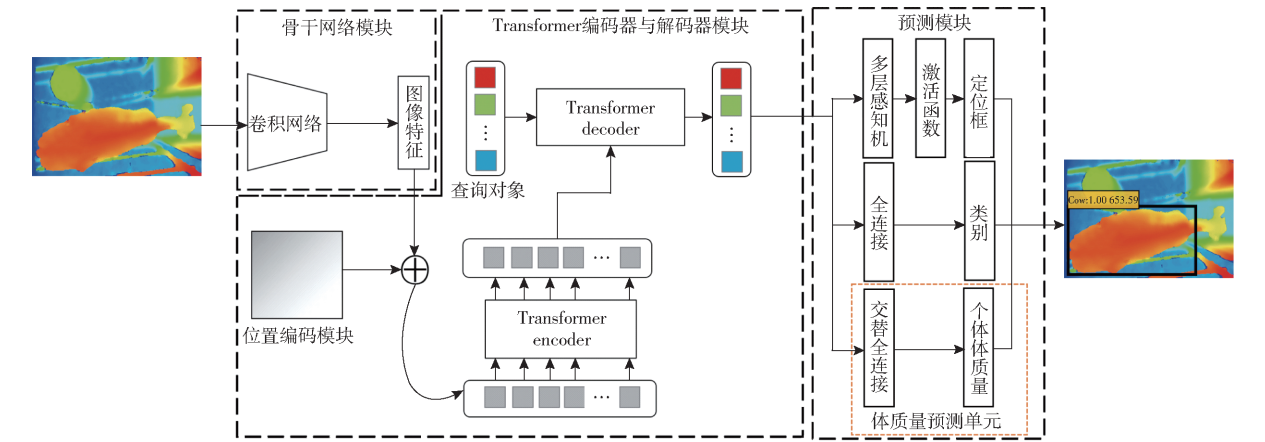 骨干网络模块
卷积网络
图像特征
位置编码模块
Transformer编码器与解码器模块
查询对象
Transformer
decoder
Transformer
encoder
预测模块
多层感知机
激活函数
定位框
全连接
类别
交替全连接
个体体质量
体质量预测单元
Cow:1.00 653.59